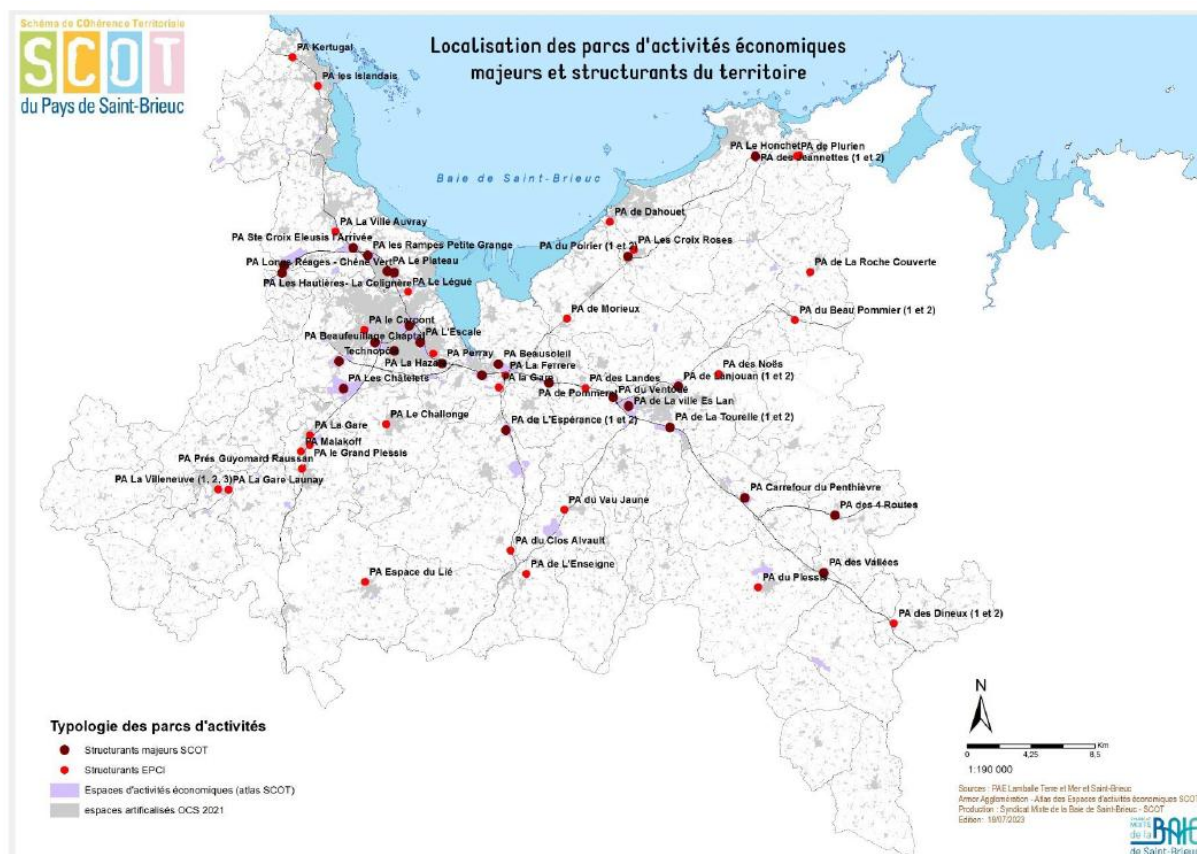 Schéma de COhérence Territoriale
SCOT
du Pays de Saint-Brieuc
Localisation des parcs d'activités économiques
majeurs et structurants du territoire
PA Kertugal
PA les Islandais
Baie de Saint-Brieuc
PA Le Honchet
PA de Plurien
PA des Jeannettes (1 et 2)
PA de Dahouet
PA La Ville Auvray
PA Ste Croix Eleusis l'Arrivée
PA les Rampes Petite Grange
PA du Poirier (1 et 2)
PA Les Croix Roses
PA Longs Réages - Chêne Vert
PA Le Plateau
PA de La Roche Couverte
PA Les Hautières- La Colignère
PA Le Légué
PA de Morieux
PA du Beau Pommier (1 et 2)
PA le Carpont
PA Beaufeuillage Chaptal
PA L'Escale
Technopôle
PA Perray
PA Beausoleil
PA La Haze
PA La Ferrere
PA des Noës
PA Les Châtelets
PA la Gare
PA des Landes
PA de Lanjouan (1 et 2)
PA de Pommeret
PA du Ventoué
PA de La ville Es Lan
PA Le Challonge
PA de L'Espérance (1 et 2)
PA de La Tourelle (1 et 2)
PA La Gare
PA Malakoff
PA Prés Guyomard Raussan
PA le Grand Plessis
PA La Villeneuve (1, 2, 3)
PA La Gare Launay
PA Carrefour du Penthièvre
PA du Vau Jaune
PA des 4 Routes
PA du Clos Alvault
PA de L'Enseigne
PA Espace du Lié
PA des Vallées
PA du Plessis
PA des Dineux (1 et 2)
Typologie des parcs d'activités
Structurants majeurs SCOT
Structurants EPCI
Espaces d'activités économiques (atlas SCOT)
espaces artificalisés OCS 2021
N
0 4,25 8,5 Km
1:190 000
Sources : PAE Lamballe Terre et Mer et Saint-Brieuc
Armor Agglomération - Atlas des Espaces d'activités économiques SCOT
Production : Syndicat Mixte de la Baie de Saint-Brieuc - SCOT
Edition: 18/07/2023
MIXTE
de la BAIE
de Saint-Brieuc